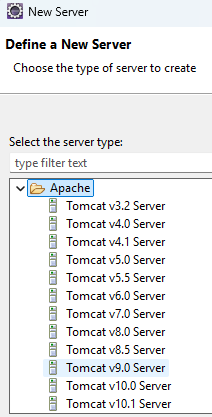 New Server
Define a New Server
Choose the type of server to create
Select the server type:
type filter text
Apache
Tomcat v3.2 Server
Tomcat v4.0 Server
Tomcat v4.1 Server
Tomcat v5.0 Server
Tomcat v5.5 Server
Tomcat v6.0 Server
Tomcat v7.0 Server
Tomcat v8.0 Server
Tomcat v8.5 Server
Tomcat v9.0 Server
Tomcat v10.0 Server
Tomcat v10.1 Server